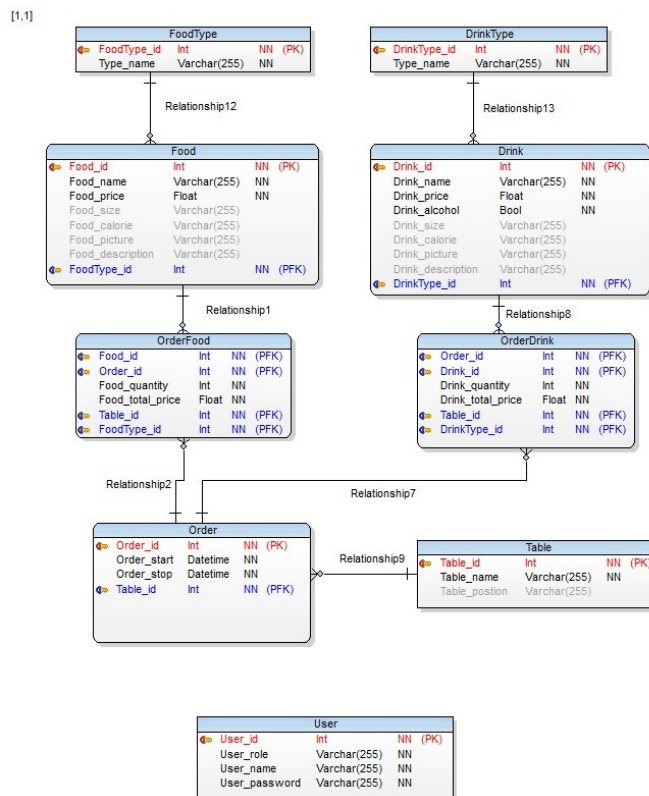 [1,1]
FoodType
FoodType_id Int NN (PK)
Type_name Varchar(255) NN
DrinkType
DrinkType_id Int NN (PK)
Type_name Varchar(255) NN
Relationship12
Relationship13
Food
Food_id Int NN (PK)
Food_name Varchar(255) NN
Food_price Float NN
Food_size Varchar(255)
Food_calorie Varchar(255)
Food_picture Varchar(255)
Food_description Varchar(255)
FoodType_id Int NN (PFK)
Drink
Drink_id Int NN (PK)
Drink_name Varchar(255) NN
Drink_price Float NN
Drink_alcohol Bool NN
Drink_size Varchar(255)
Drink_calorie Varchar(255)
Drink_picture Varchar(255)
Drink_description Varchar(255)
DrinkType_id Int NN (PFK)
Relationship1
Relationship8
OrderFood
Food_id Int NN (PFK)
Order_id Int NN (PFK)
Food_quantity Int NN
Food_total_price Float NN
Table_id Int NN (PFK)
FoodType_id Int NN (PFK)
OrderDrink
Order_id Int NN (PFK)
Drink_id Int NN (PFK)
Drink_quantity Int NN
Drink_total_price Float NN
Table_id Int NN (PFK)
DrinkType_id Int NN (PFK)
Relationship2
Relationship7
Order
Order_id Int NN (PK)
Order_start Datetime NN
Order_stop Datetime NN
Table_id Int NN (PFK)
Relationship9
Table
Table_id Int NN (PK)
Table_name Varchar(255) NN
Table_postion Varchar(255)
User
User_id Int NN (PK)
User_role Varchar(255) NN
User_name Varchar(255) NN
User_password Varchar(255) NN